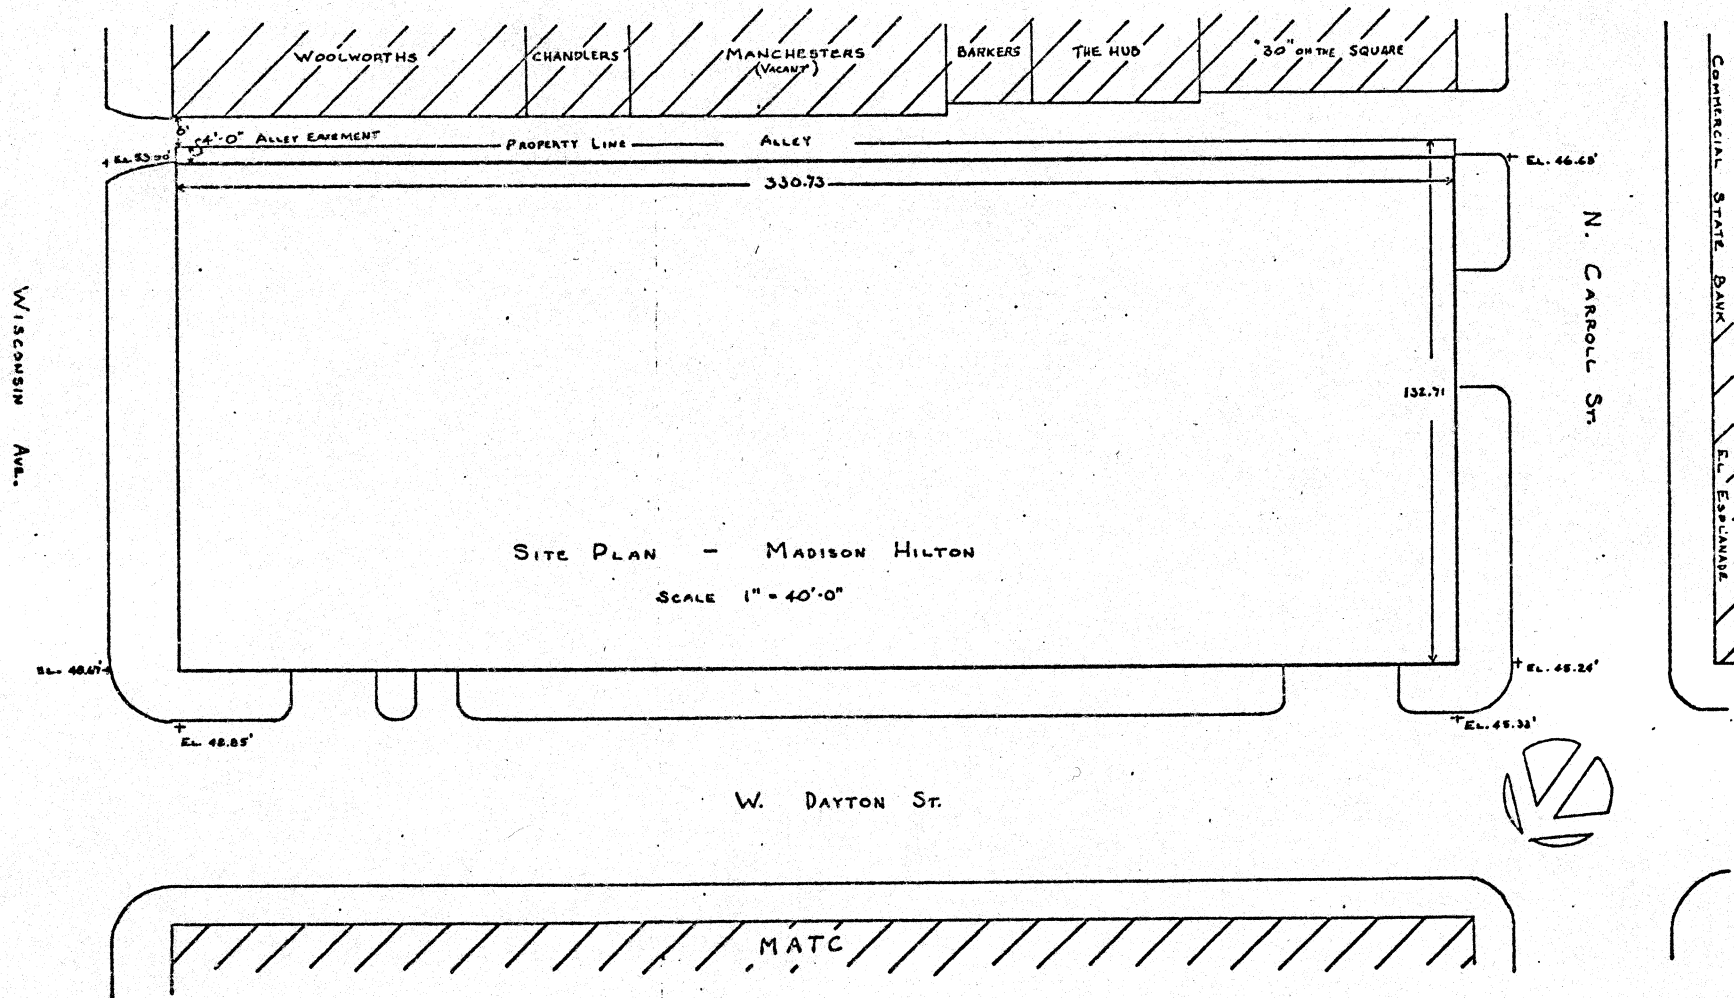 WOOLWORTHS
CHANDLERS
MANCHESTERS
(VACANT)
BARKERS
THE HUB
"30" ON THE SQUARE
4'-0" ALLEY EASEMENT
PROPERTY LINE
ALLEY
EL. 46.68'
330.73
132.71
WISCONSIN AVE.
N. CARROLL ST.
COMMERCIAL STATE BANK
EL ESPLANADE
SITE PLAN - MADISON HILTON
SCALE 1" = 40'-0"
EL. 45.24'
EL. 48.85'
EL. 45.33'
W. DAYTON ST.
MATC